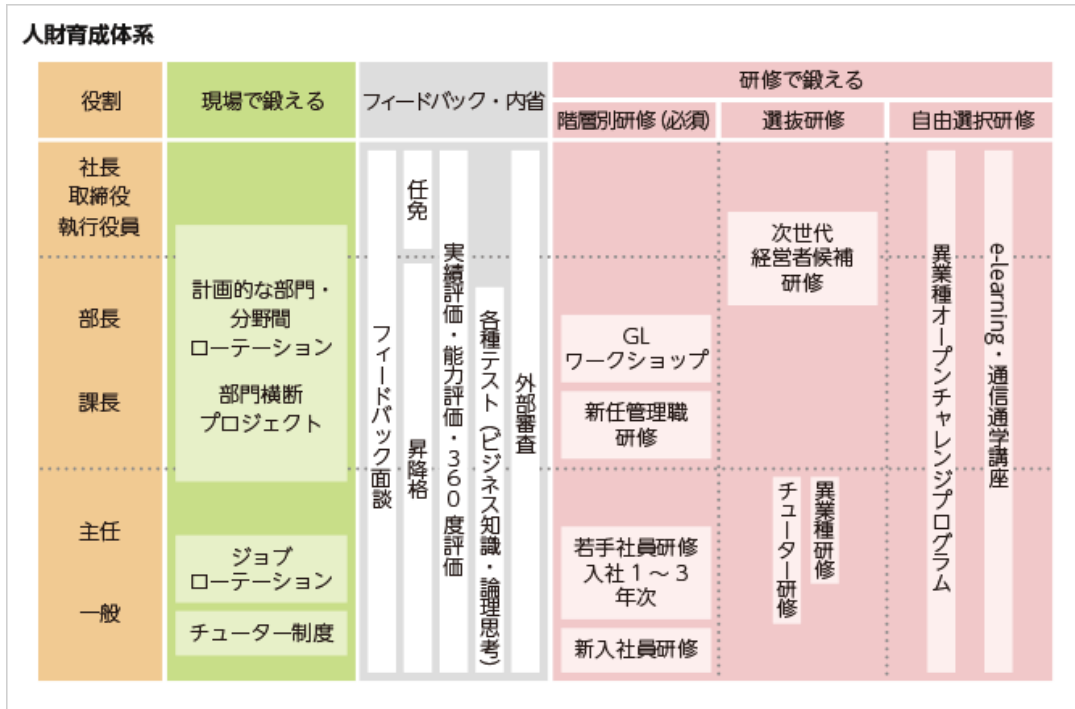 人財育成体系
役割
現場で鍛える
フィードバック・内省
研修で鍛える
階層別研修(必須)
選抜研修
自由選択研修
社長
取締役
執行役員
部長
課長
主任
一般
計画的な部門・
分野間
ローテーション
部門横断
プロジェクト
ジョブ
ローテーション
チューター制度
フィードバック面談
任免
昇降格
実績評価・能力評価・360度評価
各種テスト(ビジネス知識・論理思考)
外部審査
GL
ワークショップ
新任管理職
研修
若手社員研修
入社1~3
年次
新入社員研修
次世代
経営者候補
研修
チューター研修
異業種研修
異業種オープンチャレンジプログラム
e-learning・通信通学講座